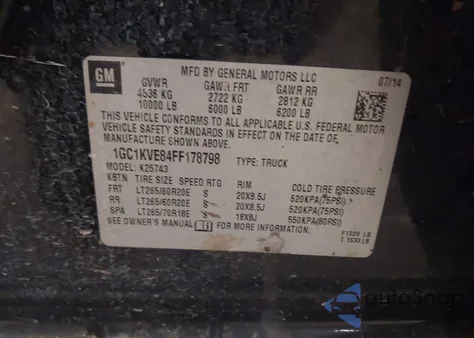 GM
MFD BY GENERAL MOTORS LLC
07/14
GVWR GAWR FRT GAWR RR
4536 KG 2722 KG 2812 KG
10000 LB 6000 LB 6200 LB
THIS VEHICLE CONFORMS TO ALL APPLICABLE U.S. FEDERAL MOTOR
VEHICLE SAFETY STANDARDS IN EFFECT ON THE DATE OF
MANUFACTURE SHOWN ABOVE.
1GC1KVE84FF178798 TYPE: TRUCK
MODEL: K25743
KBTN TIRE SIZE SPEED RTG RIM COLD TIRE PRESSURE
FRT LT265/60R20E S 20X8.5J 520KPA(75PSI)
RR LT265/60R20E S 20X8.5J 520KPA(75PSI)
SPA LT265/70R18E S 18X8J 550KPA(80PSI)
SEE OWNER'S MANUAL FOR MORE INFORMATION.
F1029 LB
T 1633 LB
autoSnap